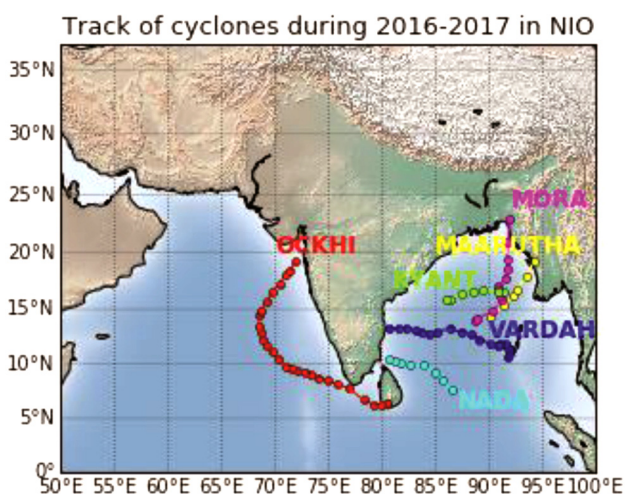 Track of cyclones during 2016-2017 in NIO
35°N
30°N
25°N
20°N
15°N
10°N
5°N
0°
MORA
OCKHI
MAARUTHA
KYANT
VARDAH
NADA
50°E 55°E 60°E 65°E 70°E 75°E 80°E 85°E 90°E 95°E 100°E